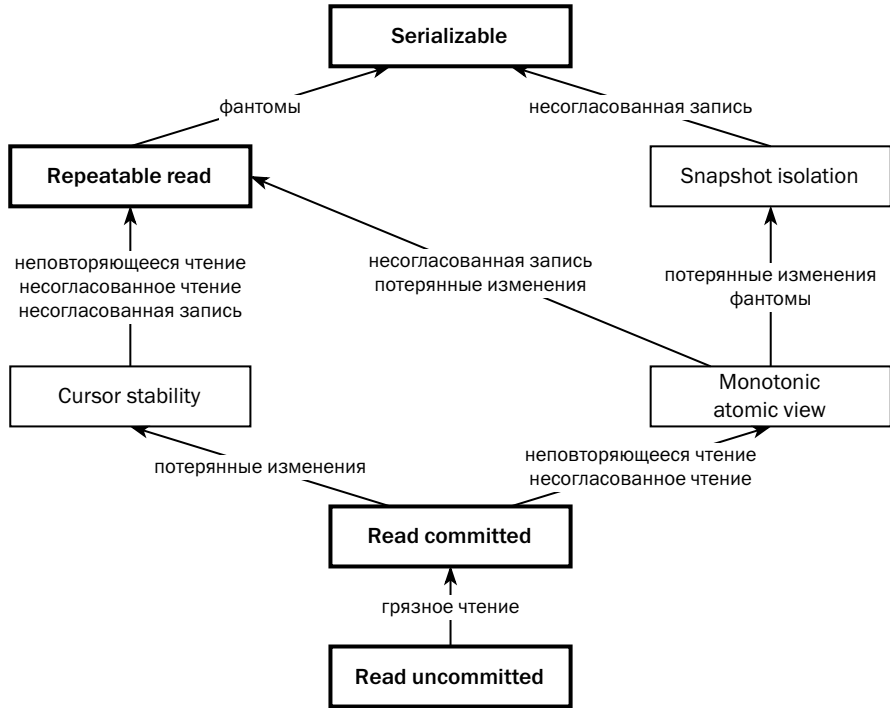 Serializable
фантомы
несогласованная запись
Repeatable read
Snapshot isolation
неповторяющееся чтение
несогласованное чтение
несогласованная запись
несогласованная запись
потерянные изменения
потерянные изменения
фантомы
Cursor stability
Monotonic
atomic view
потерянные изменения
неповторяющееся чтение
несогласованное чтение
Read committed
грязное чтение
Read uncommitted